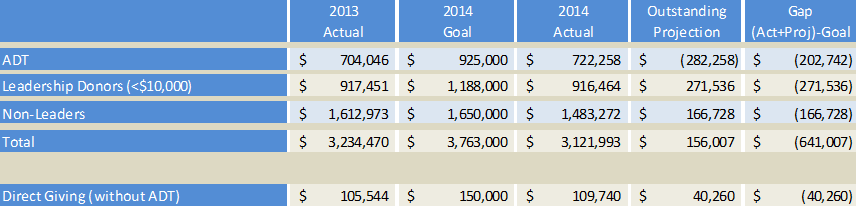 2013 Actual 2014 Goal 2014 Actual Outstanding Projection Gap (Act+Proj)-Goal
ADT $ 704,046 $ 925,000 $ 722,258 $ (282,258) $ (202,742)
Leadership Donors (<$10,000) $ 917,451 $ 1,188,000 $ 916,464 $ 271,536 $ (271,536)
Non-Leaders $ 1,612,973 $ 1,650,000 $ 1,483,272 $ 166,728 $ (166,728)
Total $ 3,234,470 $ 3,763,000 $ 3,121,993 $ 156,007 $ (641,007)
Direct Giving (without ADT) $ 105,544 $ 150,000 $ 109,740 $ 40,260 $ (40,260)